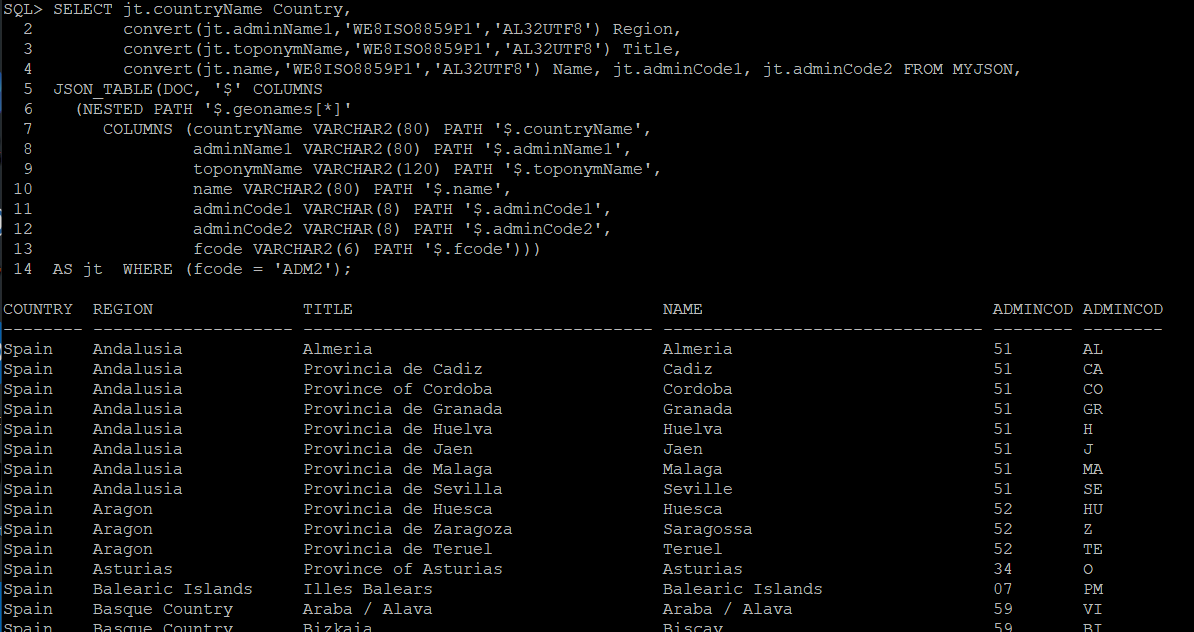 SQL> SELECT jt.countryName Country,
  2         convert(jt.adminName1,'WE8ISO8859P1','AL32UTF8') Region,
  3         convert(jt.toponymName,'WE8ISO8859P1','AL32UTF8') Title,
  4         convert(jt.name,'WE8ISO8859P1','AL32UTF8') Name, jt.adminCode1, jt.adminCode2 FROM MYJSON,
  5  JSON_TABLE(DOC, '$' COLUMNS
  6    (NESTED PATH '$.geonames[*]'
  7       COLUMNS (countryName VARCHAR2(80) PATH '$.countryName',
  8                adminName1 VARCHAR2(80) PATH '$.adminName1',
  9                toponymName VARCHAR2(120) PATH '$.toponymName',
 10                name VARCHAR2(80) PATH '$.name',
 11                adminCode1 VARCHAR(8) PATH '$.adminCode1',
 12                adminCode2 VARCHAR(8) PATH '$.adminCode2',
 13                fcode VARCHAR2(6) PATH '$.fcode')))
 14  AS jt  WHERE (fcode = 'ADM2');
COUNTRY  REGION               TITLE                               NAME                             ADMINCOD ADMINCOD
-------- -------------------- ----------------------------------- -------------------------------- -------- --------
Spain    Andalusia            Almeria                             Almeria                          51       AL
Spain    Andalusia            Provincia de Cadiz                  Cadiz                            51       CA
Spain    Andalusia            Province of Cordoba                 Cordoba                          51       CO
Spain    Andalusia            Provincia de Granada                Granada                          51       GR
Spain    Andalusia            Provincia de Huelva                 Huelva                           51       H
Spain    Andalusia            Provincia de Jaen                   Jaen                             51       J
Spain    Andalusia            Provincia de Malaga                 Malaga                           51       MA
Spain    Andalusia            Provincia de Sevilla                Seville                          51       SE
Spain    Aragon               Provincia de Huesca                 Huesca                           52       HU
Spain    Aragon               Provincia de Zaragoza               Saragossa                        52       Z
Spain    Aragon               Provincia de Teruel                 Teruel                           52       TE
Spain    Asturias             Province of Asturias                Asturias                         34       O
Spain    Balearic Islands     Illes Balears                       Balearic Islands                 07       PM
Spain    Basque Country       Araba / Alava                       Araba / Alava                    59       VI
Spain    Basque Country       Bizkaia                             Biscay                           59       BI